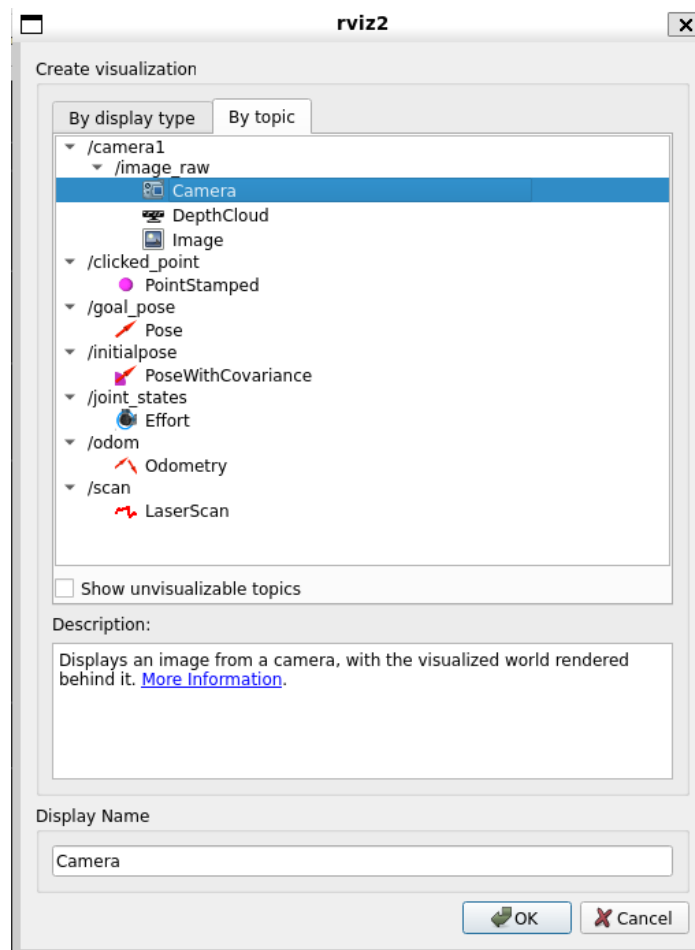 rviz2
Create visualization
By display type
By topic
/camera1
/image_raw
Camera
DepthCloud
Image
/clicked_point
PointStamped
/goal_pose
Pose
/initialpose
PoseWithCovariance
/joint_states
Effort
/odom
Odometry
/scan
LaserScan
Show unvisualizable topics
Description:
Displays an image from a camera, with the visualized world rendered
behind it. More Information.
Display Name
Camera
OK
Cancel